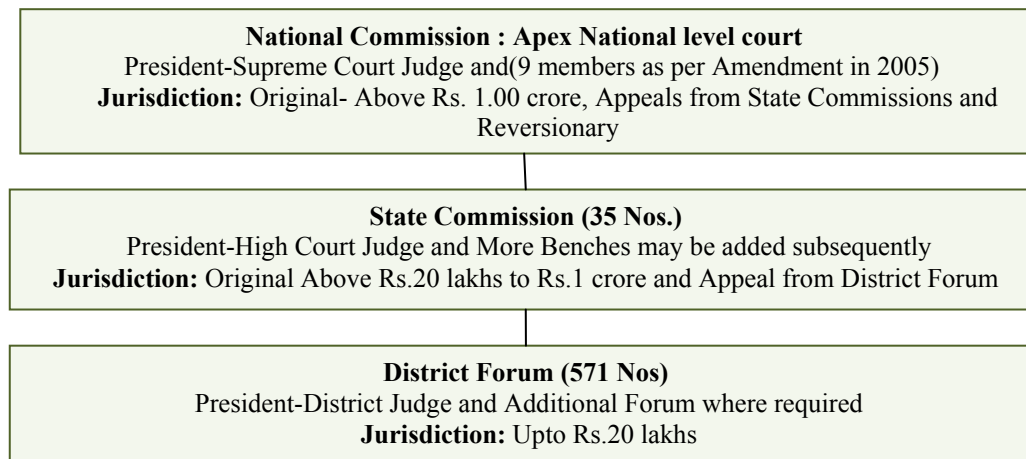 National Commission : Apex National level court
President-Supreme Court Judge and(9 members as per Amendment in 2005)
Jurisdiction: Original- Above Rs. 1.00 crore, Appeals from State Commissions and
Reversionary
State Commission (35 Nos.)
President-High Court Judge and More Benches may be added subsequently
Jurisdiction: Original Above Rs.20 lakhs to Rs.1 crore and Appeal from District Forum
District Forum (571 Nos)
President-District Judge and Additional Forum where required
Jurisdiction: Upto Rs.20 lakhs